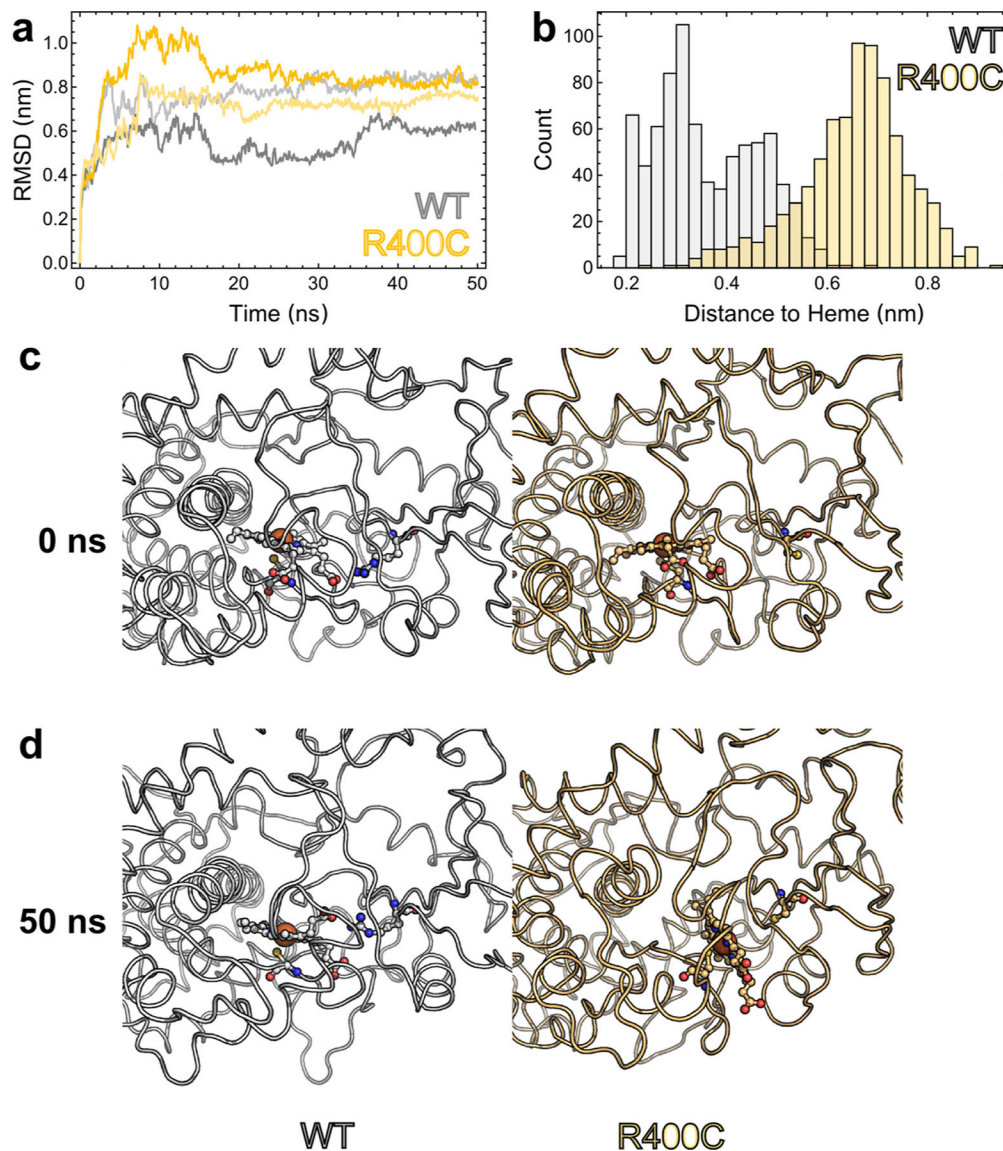 a
1.0
0.8
0.6
0.4
0.2
0.0
RMSD (nm)
0 10 20 30 40 50
Time (ns)
WT
R400C
b
100
80
60
40
20
0
Count
0.2 0.4 0.6 0.8
Distance to Heme (nm)
WT
R400C
c
0 ns
d
50 ns
WT
R400C